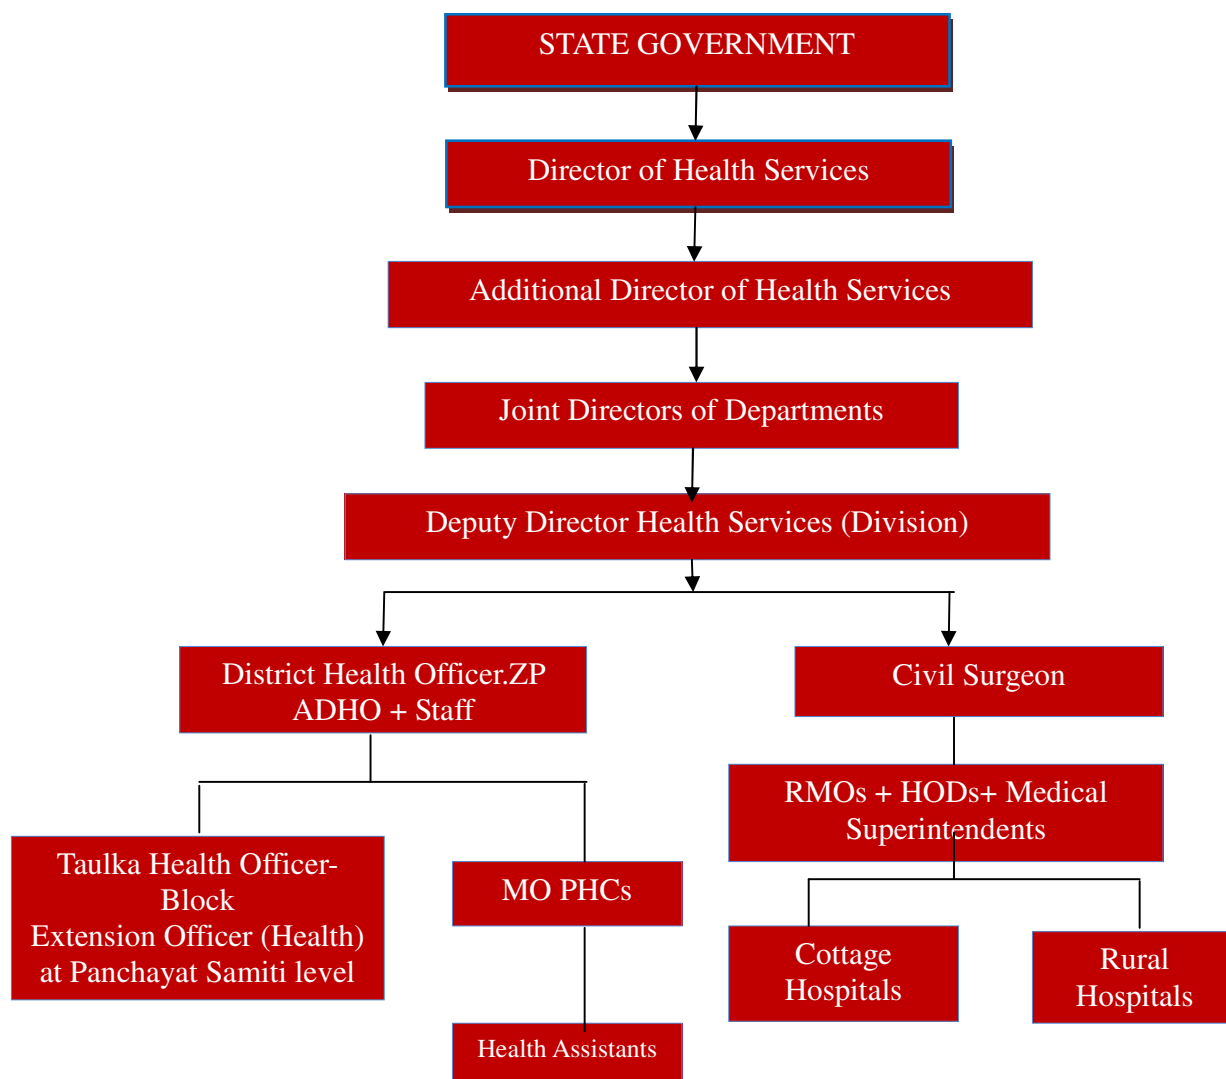 STATE GOVERNMENT
Director of Health Services
Additional Director of Health Services
Joint Directors of Departments
Deputy Director Health Services (Division)
District Health Officer.ZP
ADHO + Staff
Civil Surgeon
RMOs + HODs+ Medical
Superintendents
Taulka Health Officer-
Block
Extension Officer (Health)
at Panchayat Samiti level
MO PHCs
Cottage
Hospitals
Rural
Hospitals
Health Assistants